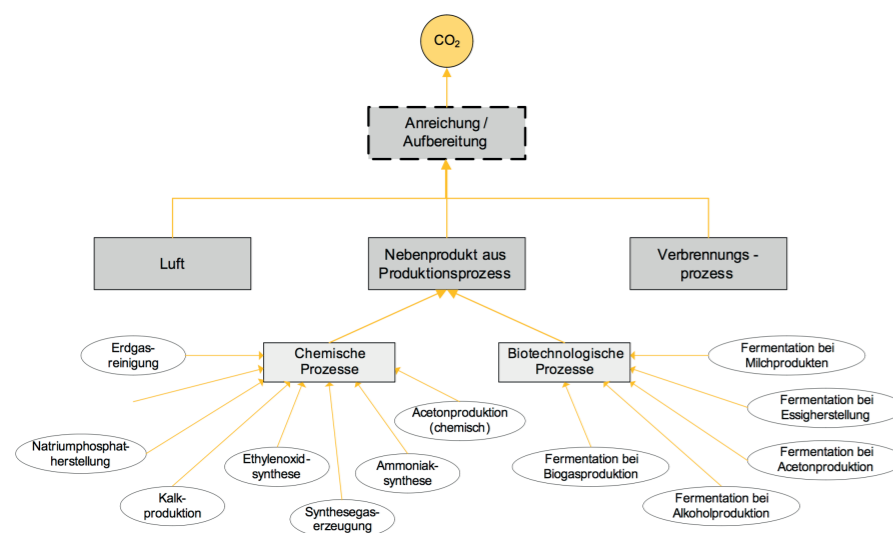 CO₂
Anreichung /
Aufbereitung
Luft
Nebenprodukt aus
Produktionsprozess
Verbrennungs -
prozess
Chemische
Prozesse
Biotechnologische
Prozesse
Erdgas-
reinigung
Natriumphosphat-
herstellung
Kalk-
produktion
Ethylenoxid-
synthese
Synthesegas-
erzeugung
Ammoniak-
synthese
Acetonproduktion
(chemisch)
Fermentation bei
Milchprodukten
Fermentation bei
Essigherstellung
Fermentation bei
Acetonproduktion
Fermentation bei
Alkoholproduktion
Fermentation bei
Biogasproduktion